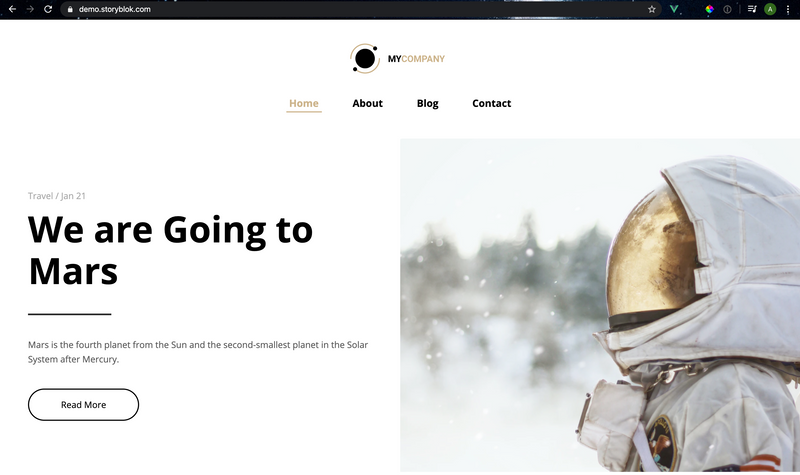 demo.storyblok.com
A
MYCOMPANY
Home About Blog Contact
Travel / Jan 21
We are Going to
Mars
Mars is the fourth planet from the Sun and the second-smallest planet in the Solar
System after Mercury.
Read More